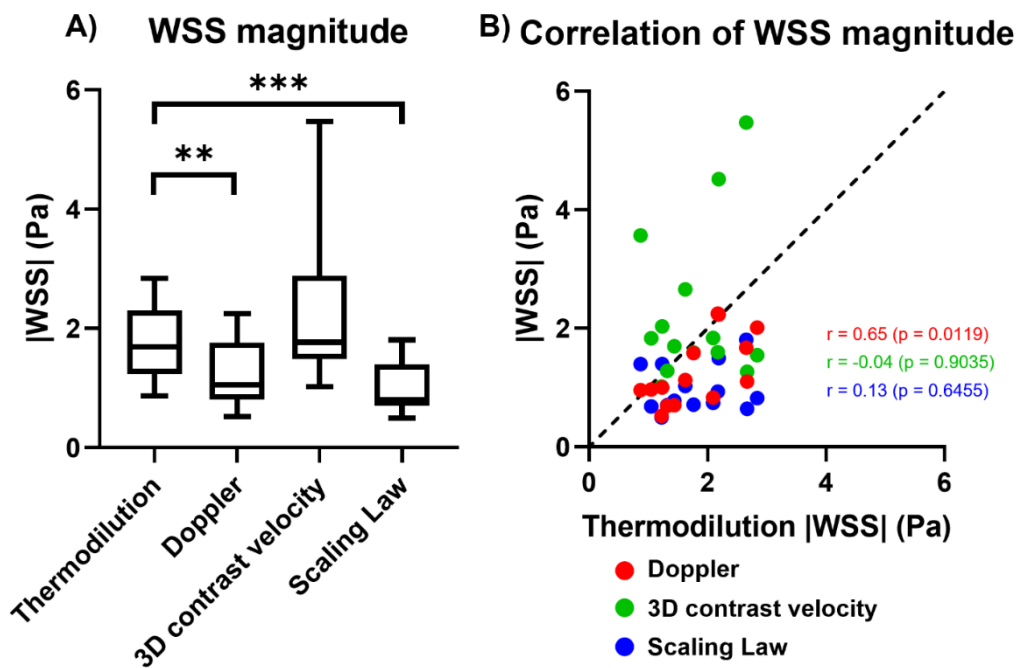 A) WSS magnitude
|WSS| (Pa)
6
4
2
0
***
**
Thermodilution
Doppler
3D contrast velocity
Scaling Law
B) Correlation of WSS magnitude
|WSS| (Pa)
6
4
2
0
r = 0.65 (p = 0.0119)
r = -0.04 (p = 0.9035)
r = 0.13 (p = 0.6455)
0 2 4 6
Thermodilution |WSS| (Pa)
Doppler
3D contrast velocity
Scaling Law